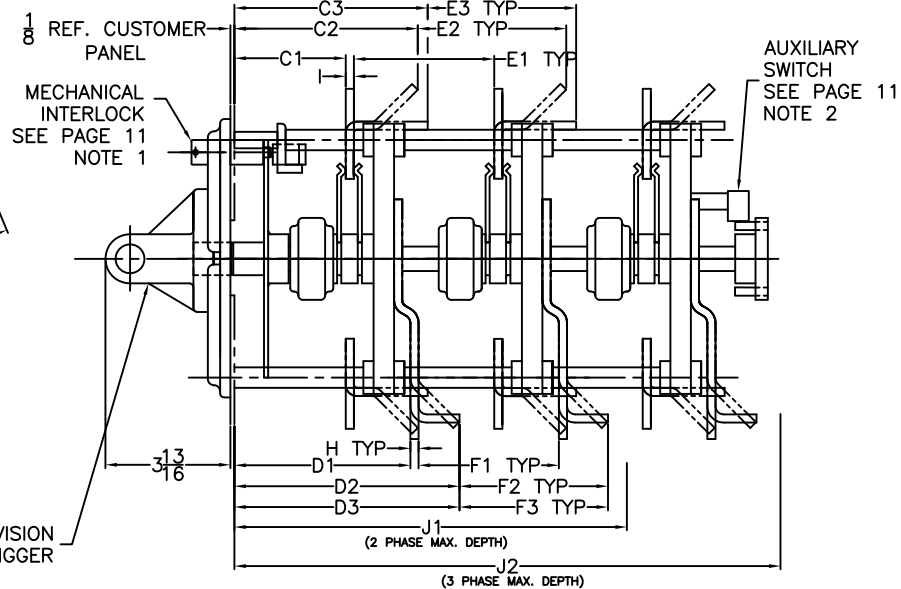 C3
E3 TYP
1/8 REF. CUSTOMER
PANEL
C2
E2 TYP
C1
E1 TYP
I
AUXILIARY
SWITCH
SEE PAGE 11
NOTE 2
MECHANICAL
INTERLOCK
SEE PAGE 11
NOTE 1
H TYP
3 13/16
D1
F1 TYP
D2
F2 TYP
D3
F3 TYP
VISION
IGGER
J1
(2 PHASE MAX. DEPTH)
J2
(3 PHASE MAX. DEPTH)